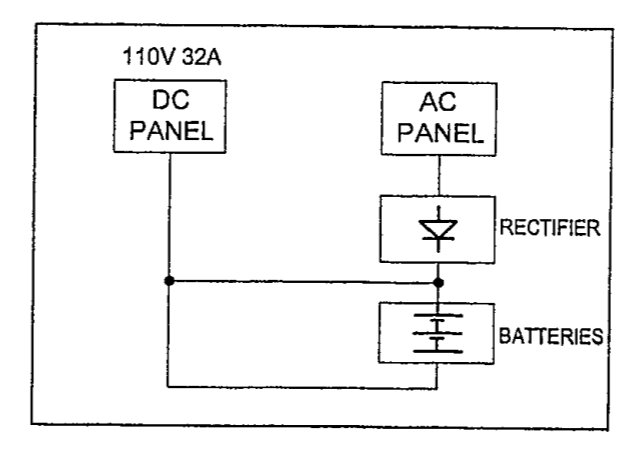 110V 32A
DC
PANEL
AC
PANEL
RECTIFIER
BATTERIES